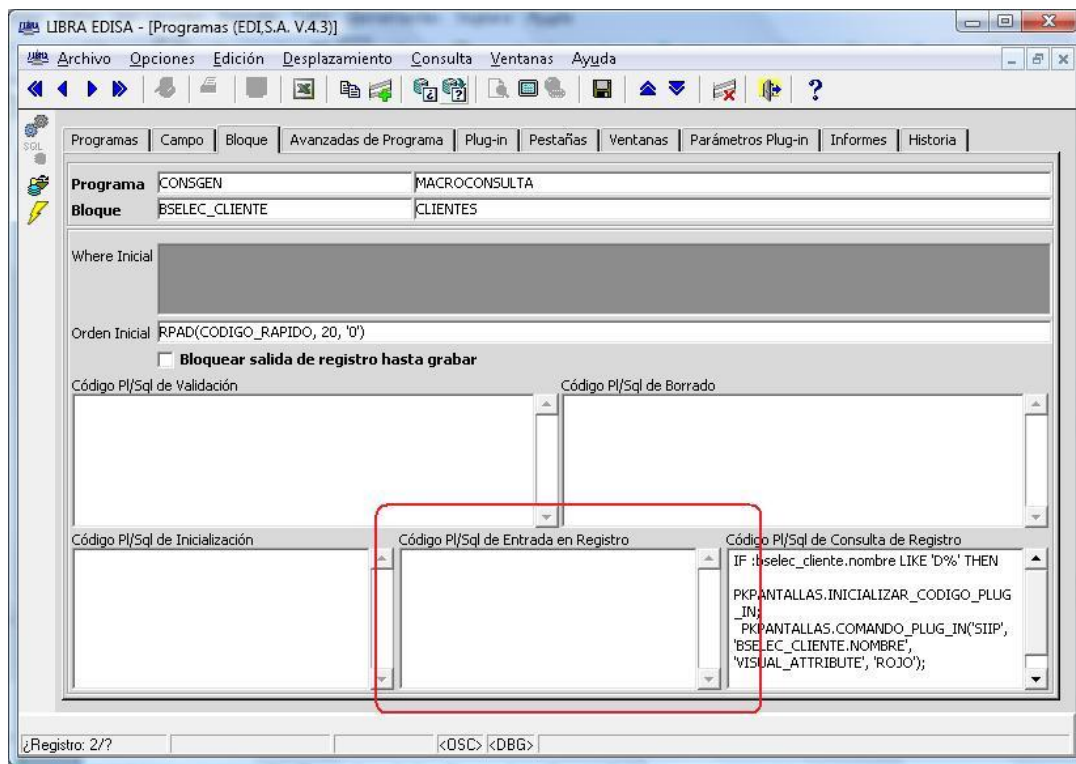 LIBRA EDISA - [Programas (EDI,S.A. V.4.3)]
Archivo Opciones Edición Desplazamiento Consulta Ventanas Ayuda
SQL
Programas Campo Bloque Avanzadas de Programa Plug-in Pestañas Ventanas Parámetros Plug-in Informes Historia
Programa CONSGEN MACROCONSULTA
Bloque BSELEC_CLIENTE CLIENTES
Where Inicial
Orden Inicial RPAD(CODIGO_RAPIDO, 20, '0')
Bloquear salida de registro hasta grabar
Código Pl/Sql de Validación Código Pl/Sql de Borrado
Código Pl/Sql de Inicialización Código Pl/Sql de Entrada en Registro Código Pl/Sql de Consulta de Registro
IF :bselec_cliente.nombre LIKE 'D%' THEN
PKPANTALLAS.INICIALIZAR_CODIGO_PLUG
_IN;
PKPANTALLAS.COMANDO_PLUG_IN('SIIP',
'BSELEC_CLIENTE.NOMBRE',
'VISUAL_ATTRIBUTE', 'ROJO');
¿Registro: 2/? <OSC> <DBG>